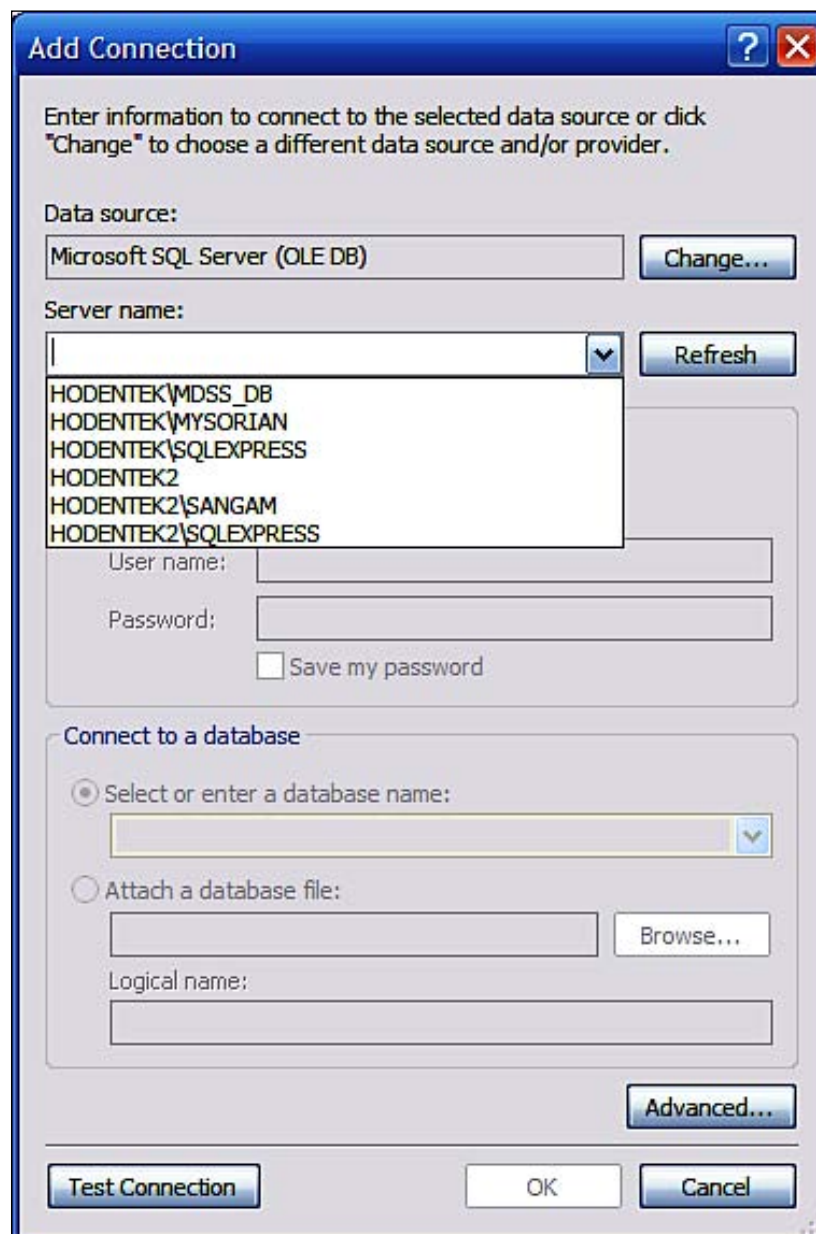 Add Connection
Enter information to connect to the selected data source or click
"Change" to choose a different data source and/or provider.
Data source:
Microsoft SQL Server (OLE DB)
Change...
Server name:
Refresh
HODENTEK\MDSS_DB
HODENTEK\MYSORIAN
HODENTEK\SQLEXPRESS
HODENTEK2
HODENTEK2\SANGAM
HODENTEK2\SQLEXPRESS
User name:
Password:
Save my password
Connect to a database
Select or enter a database name:
Attach a database file:
Browse...
Logical name:
Advanced...
Test Connection
OK
Cancel